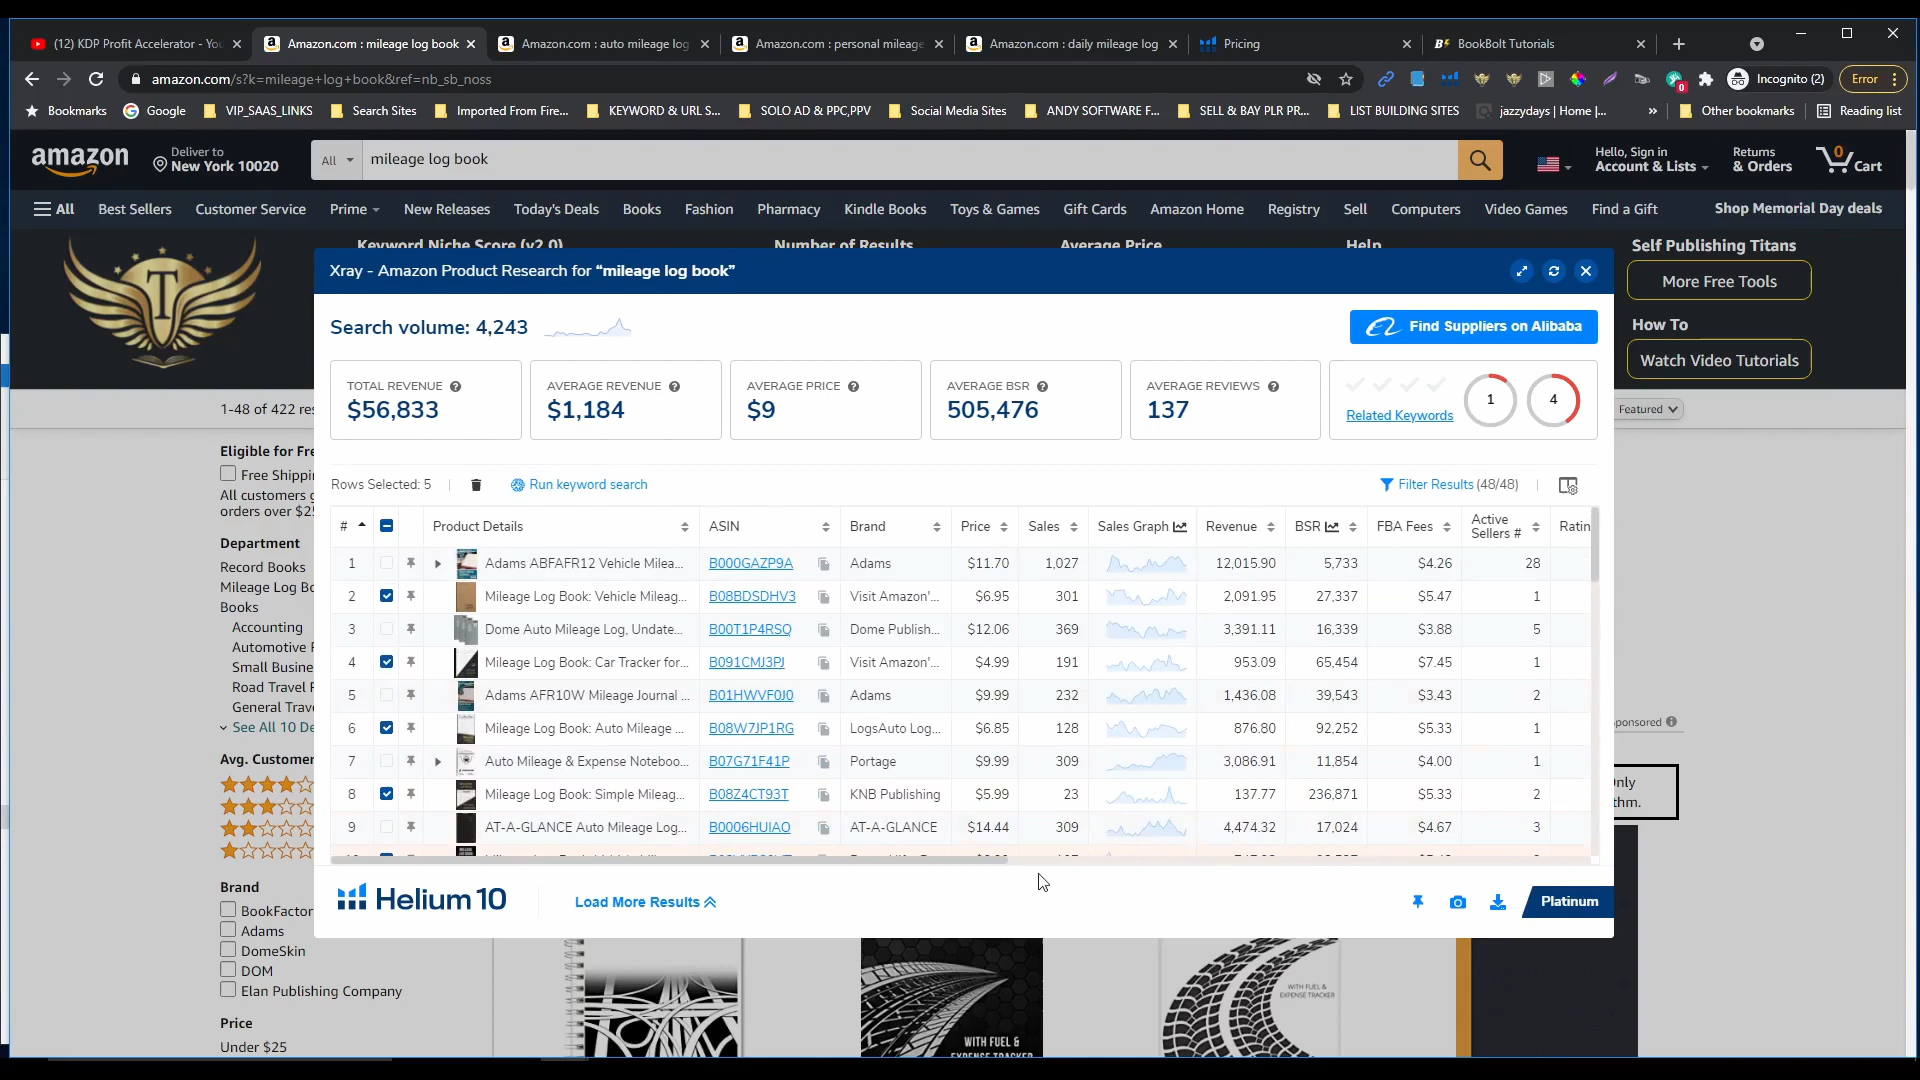 (12) KDP Profit Accelerator - You
Amazon.com : mileage log book
Amazon.com : auto mileage log
Amazon.com : personal mileage
Amazon.com : daily mileage log
Pricing
BookBolt Tutorials
amazon.com/s?k=mileage+log+book&ref=nb_sb_noss
Incognito (2)
Error
Bookmarks
Google
VIP_SAAS_LINKS
Search Sites
Imported From Fire...
KEYWORD & URL S...
SOLO AD & PPC,PPV
Social Media Sites
ANDY SOFTWARE F...
SELL & BAY PLR PR...
LIST BUILDING SITES
jazzydays | Home |...
Other bookmarks
Reading list
amazon
Deliver to
New York 10020
All
mileage log book
Hello, Sign in
Account & Lists
Returns
& Orders
0
Cart
All
Best Sellers
Customer Service
Prime
New Releases
Today's Deals
Books
Fashion
Pharmacy
Kindle Books
Toys & Games
Gift Cards
Amazon Home
Registry
Sell
Computers
Video Games
Find a Gift
Shop Memorial Day deals
T
Keyword Niche Score (v2.0)
Number of Results
Average Price
Help
Self Publishing Titans
More Free Tools
How To
Watch Video Tutorials
Xray - Amazon Product Research for “mileage log book”
Search volume: 4,243
Find Suppliers on Alibaba
TOTAL REVENUE
$56,833
AVERAGE REVENUE
$1,184
AVERAGE PRICE
$9
AVERAGE BSR
505,476
AVERAGE REVIEWS
137
Related Keywords
1
4
Rows Selected: 5
Run keyword search
Filter Results (48/48)
# Product Details ASIN Brand Price Sales Sales Graph Revenue BSR FBA Fees Active Sellers # Ratin
1 Adams ABFAFR12 Vehicle Milea... B000GAZP9A Adams $11.70 1,027 12,015.90 5,733 $4.26 28
2 Mileage Log Book: Vehicle Mileag... B08BDSDHV3 Visit Amazon'... $6.95 301 2,091.95 27,337 $5.47 1
3 Dome Auto Mileage Log, Undate... B00T1P4RSQ Dome Publish... $12.06 369 3,391.11 16,339 $3.88 5
4 Mileage Log Book: Car Tracker for... B091CMJ3PJ Visit Amazon'... $4.99 191 953.09 65,454 $7.45 1
5 Adams AFR10W Mileage Journal ... B01HWVF0J0 Adams $9.99 232 1,436.08 39,543 $3.43 2
6 Mileage Log Book: Auto Mileage ... B08W7JP1RG LogsAuto Log... $6.85 128 876.80 92,252 $5.33 1
7 Auto Mileage & Expense Noteboo... B07G71F41P Portage $9.99 309 3,086.91 11,854 $4.00 1
8 Mileage Log Book: Simple Mileag... B08Z4CT93T KNB Publishing $5.99 23 137.77 236,871 $5.33 2
9 AT-A-GLANCE Auto Mileage Log... B0006HUIAO AT-A-GLANCE $14.44 309 4,474.32 17,024 $4.67 3
Helium 10
Load More Results
Platinum
1-48 of 422 res
Featured
Eligible for Fre
Free Shippin
All customers g
orders over $25
Department
Record Books
Mileage Log Bo
Books
Accounting
Automotive R
Small Busine
Road Travel R
General Trave
See All 10 De
Avg. Customer
Brand
BookFactor
Adams
DomeSkin
DOM
Elan Publishing Company
Price
Under $25
ponsored
nly
thm.
WITH FUEL &
EXPENSE TRACKER
WITH FUEL &
EXPENSE TRACKER